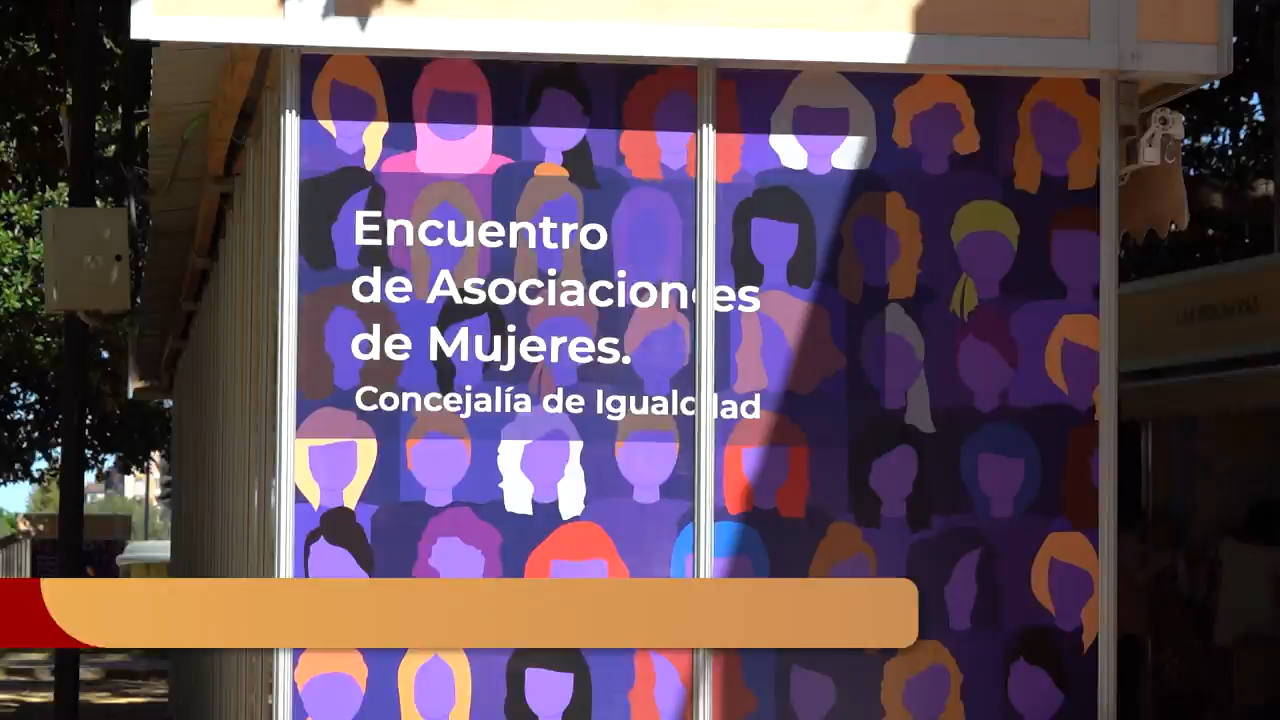 Encuentro
de Asociaciones
de Mujeres.
Concejalía de Igualdad